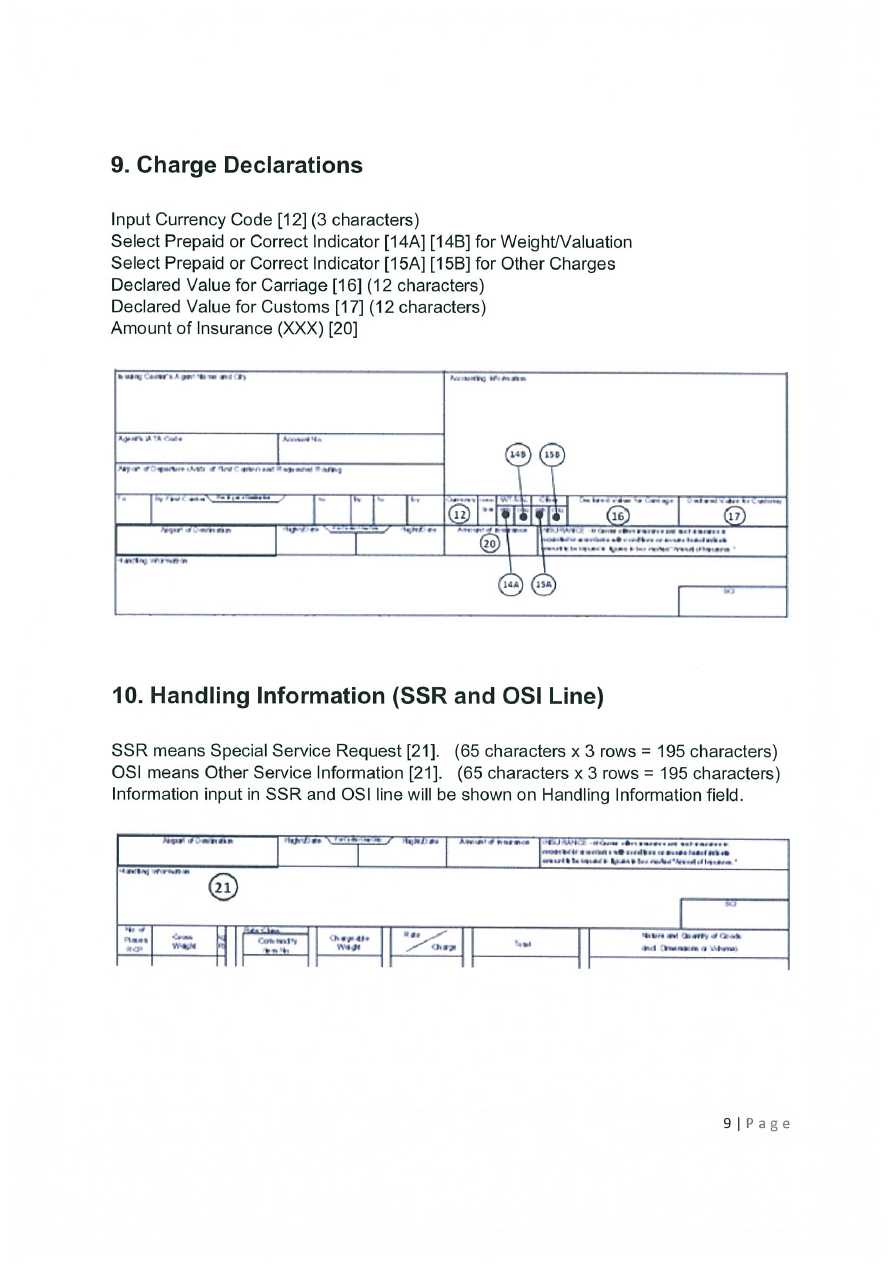 9. Charge Declarations
Input Currency Code [12] (3 characters)
Select Prepaid or Correct Indicator [14A] [14B] for Weight/Valuation
Select Prepaid or Correct Indicator [15A] [15B] for Other Charges
Declared Value for Carriage [16] (12 characters)
Declared Value for Customs [17] (12 characters)
Amount of Insurance (XXX) [20]
Issuing Carrier's Agent Name and City
Accounting Information
Agent's IATA Code Account No.
14B 15B
Airport of Departure (Addr. of First Carrier) and Requested Routing
To By First Carrier to by to by Currency Other Declared Value for Carriage Declared Value for Customs
12 16 17
Airport of Destination Flight/Date Flight/Date Amount of Insurance
20
Handling Information
14A 15A
SCI
10. Handling Information (SSR and OSI Line)
SSR means Special Service Request [21]. (65 characters x 3 rows = 195 characters)
OSI means Other Service Information [21]. (65 characters x 3 rows = 195 characters)
Information input in SSR and OSI line will be shown on Handling Information field.
Airport of Destination Flight/Date Flight/Date Amount of Insurance
Handling Information
21
SCI
No. of Pieces RCP Gross Weight Rate Class Commodity Item No. Chargeable Weight Rate Charge Total Nature and Quantity of Goods (incl. Dimensions or Volume)
9 | Page